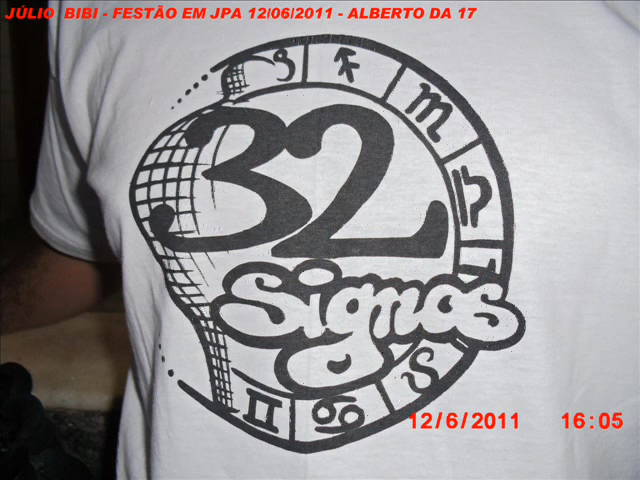 JÚLIO BIBI - FESTÃO EM JPA 12/06/2011 - ALBERTO DA 17
32
Signos
12/6/2011 16:05